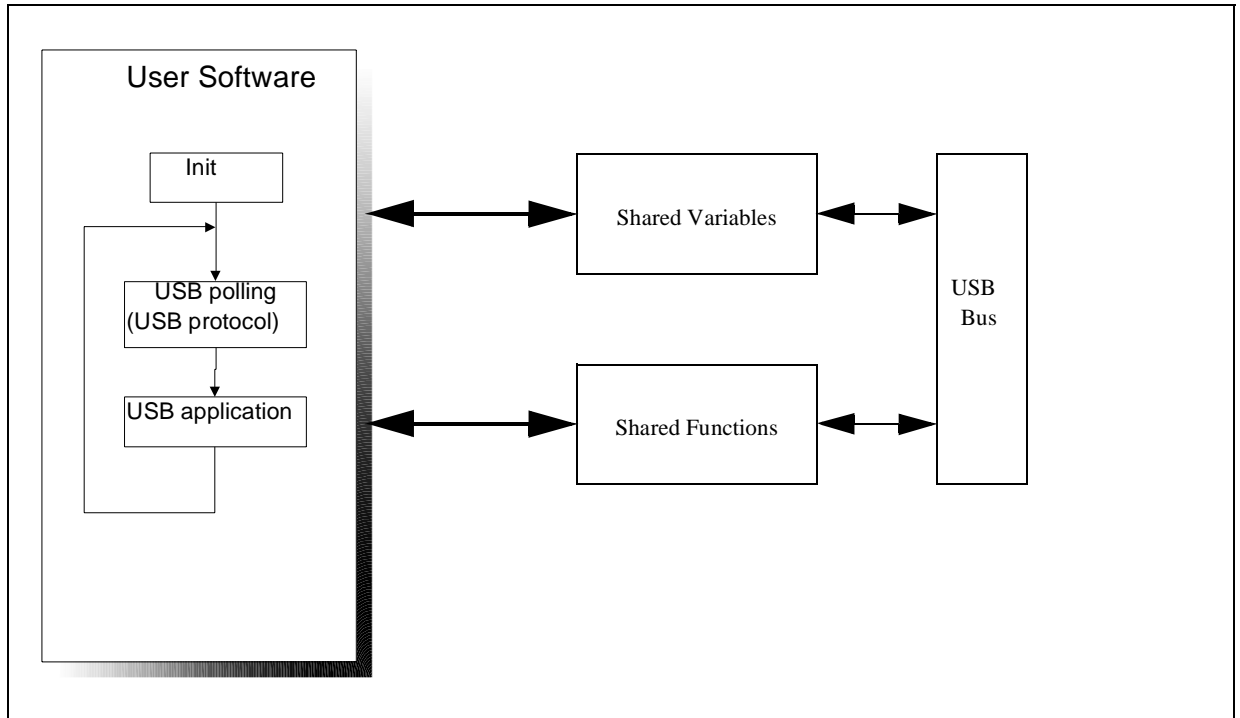 User Software
Init
USB polling
(USB protocol)
USB application
Shared Variables
Shared Functions
USB
Bus